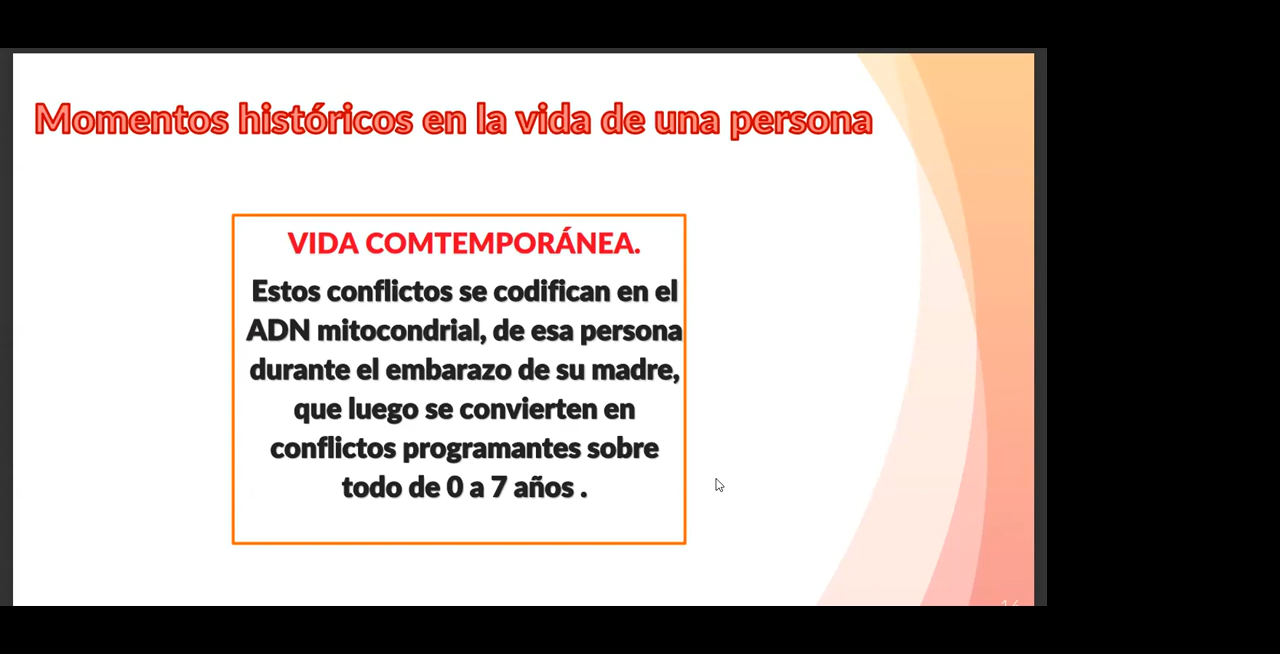 Momentos históricos en la vida de una persona
VIDA COMTEMPORÁNEA.
Estos conflictos se codifican en el
ADN mitocondrial, de esa persona
durante el embarazo de su madre,
que luego se convierten en
conflictos programantes sobre
todo de 0 a 7 años .